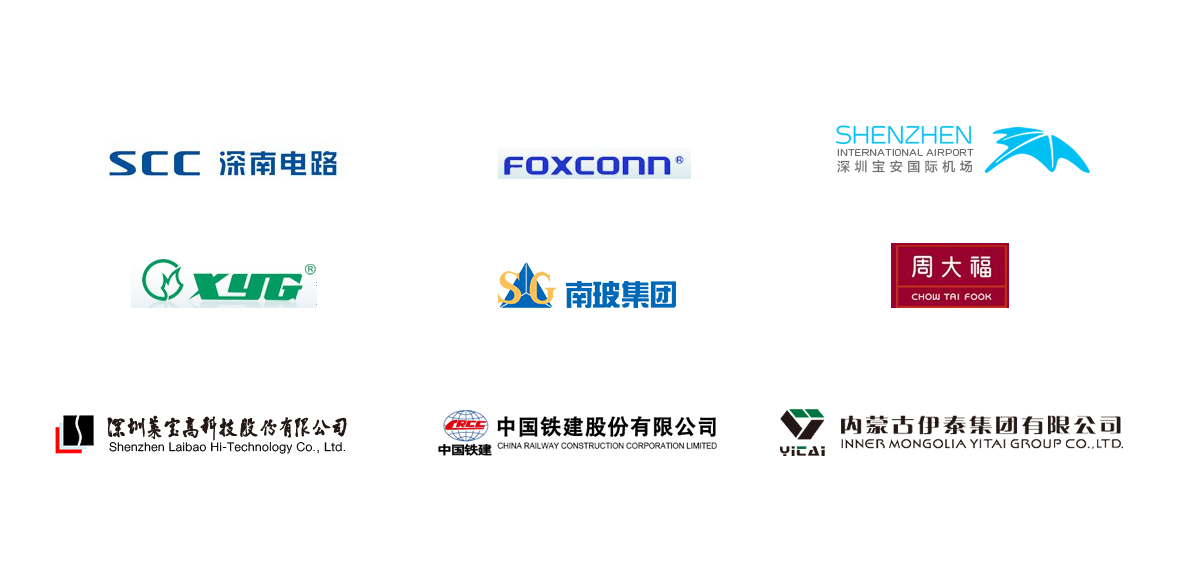 SCC 深南电路
FOXCONN®
SHENZHEN
INTERNATIONAL AIRPORT
深圳宝安国际机场
XYG®
SG 南玻集团
周大福
CHOW TAI FOOK
深圳莱宝高科技股份有限公司
Shenzhen Laibao Hi-Technology Co., Ltd.
CRCC
中国铁建
中国铁建股份有限公司
CHINA RAILWAY CONSTRUCTION CORPORATION LIMITED
YiTAi
内蒙古伊泰集团有限公司
INNER MONGOLIA YITAI GROUP CO.,LTD.